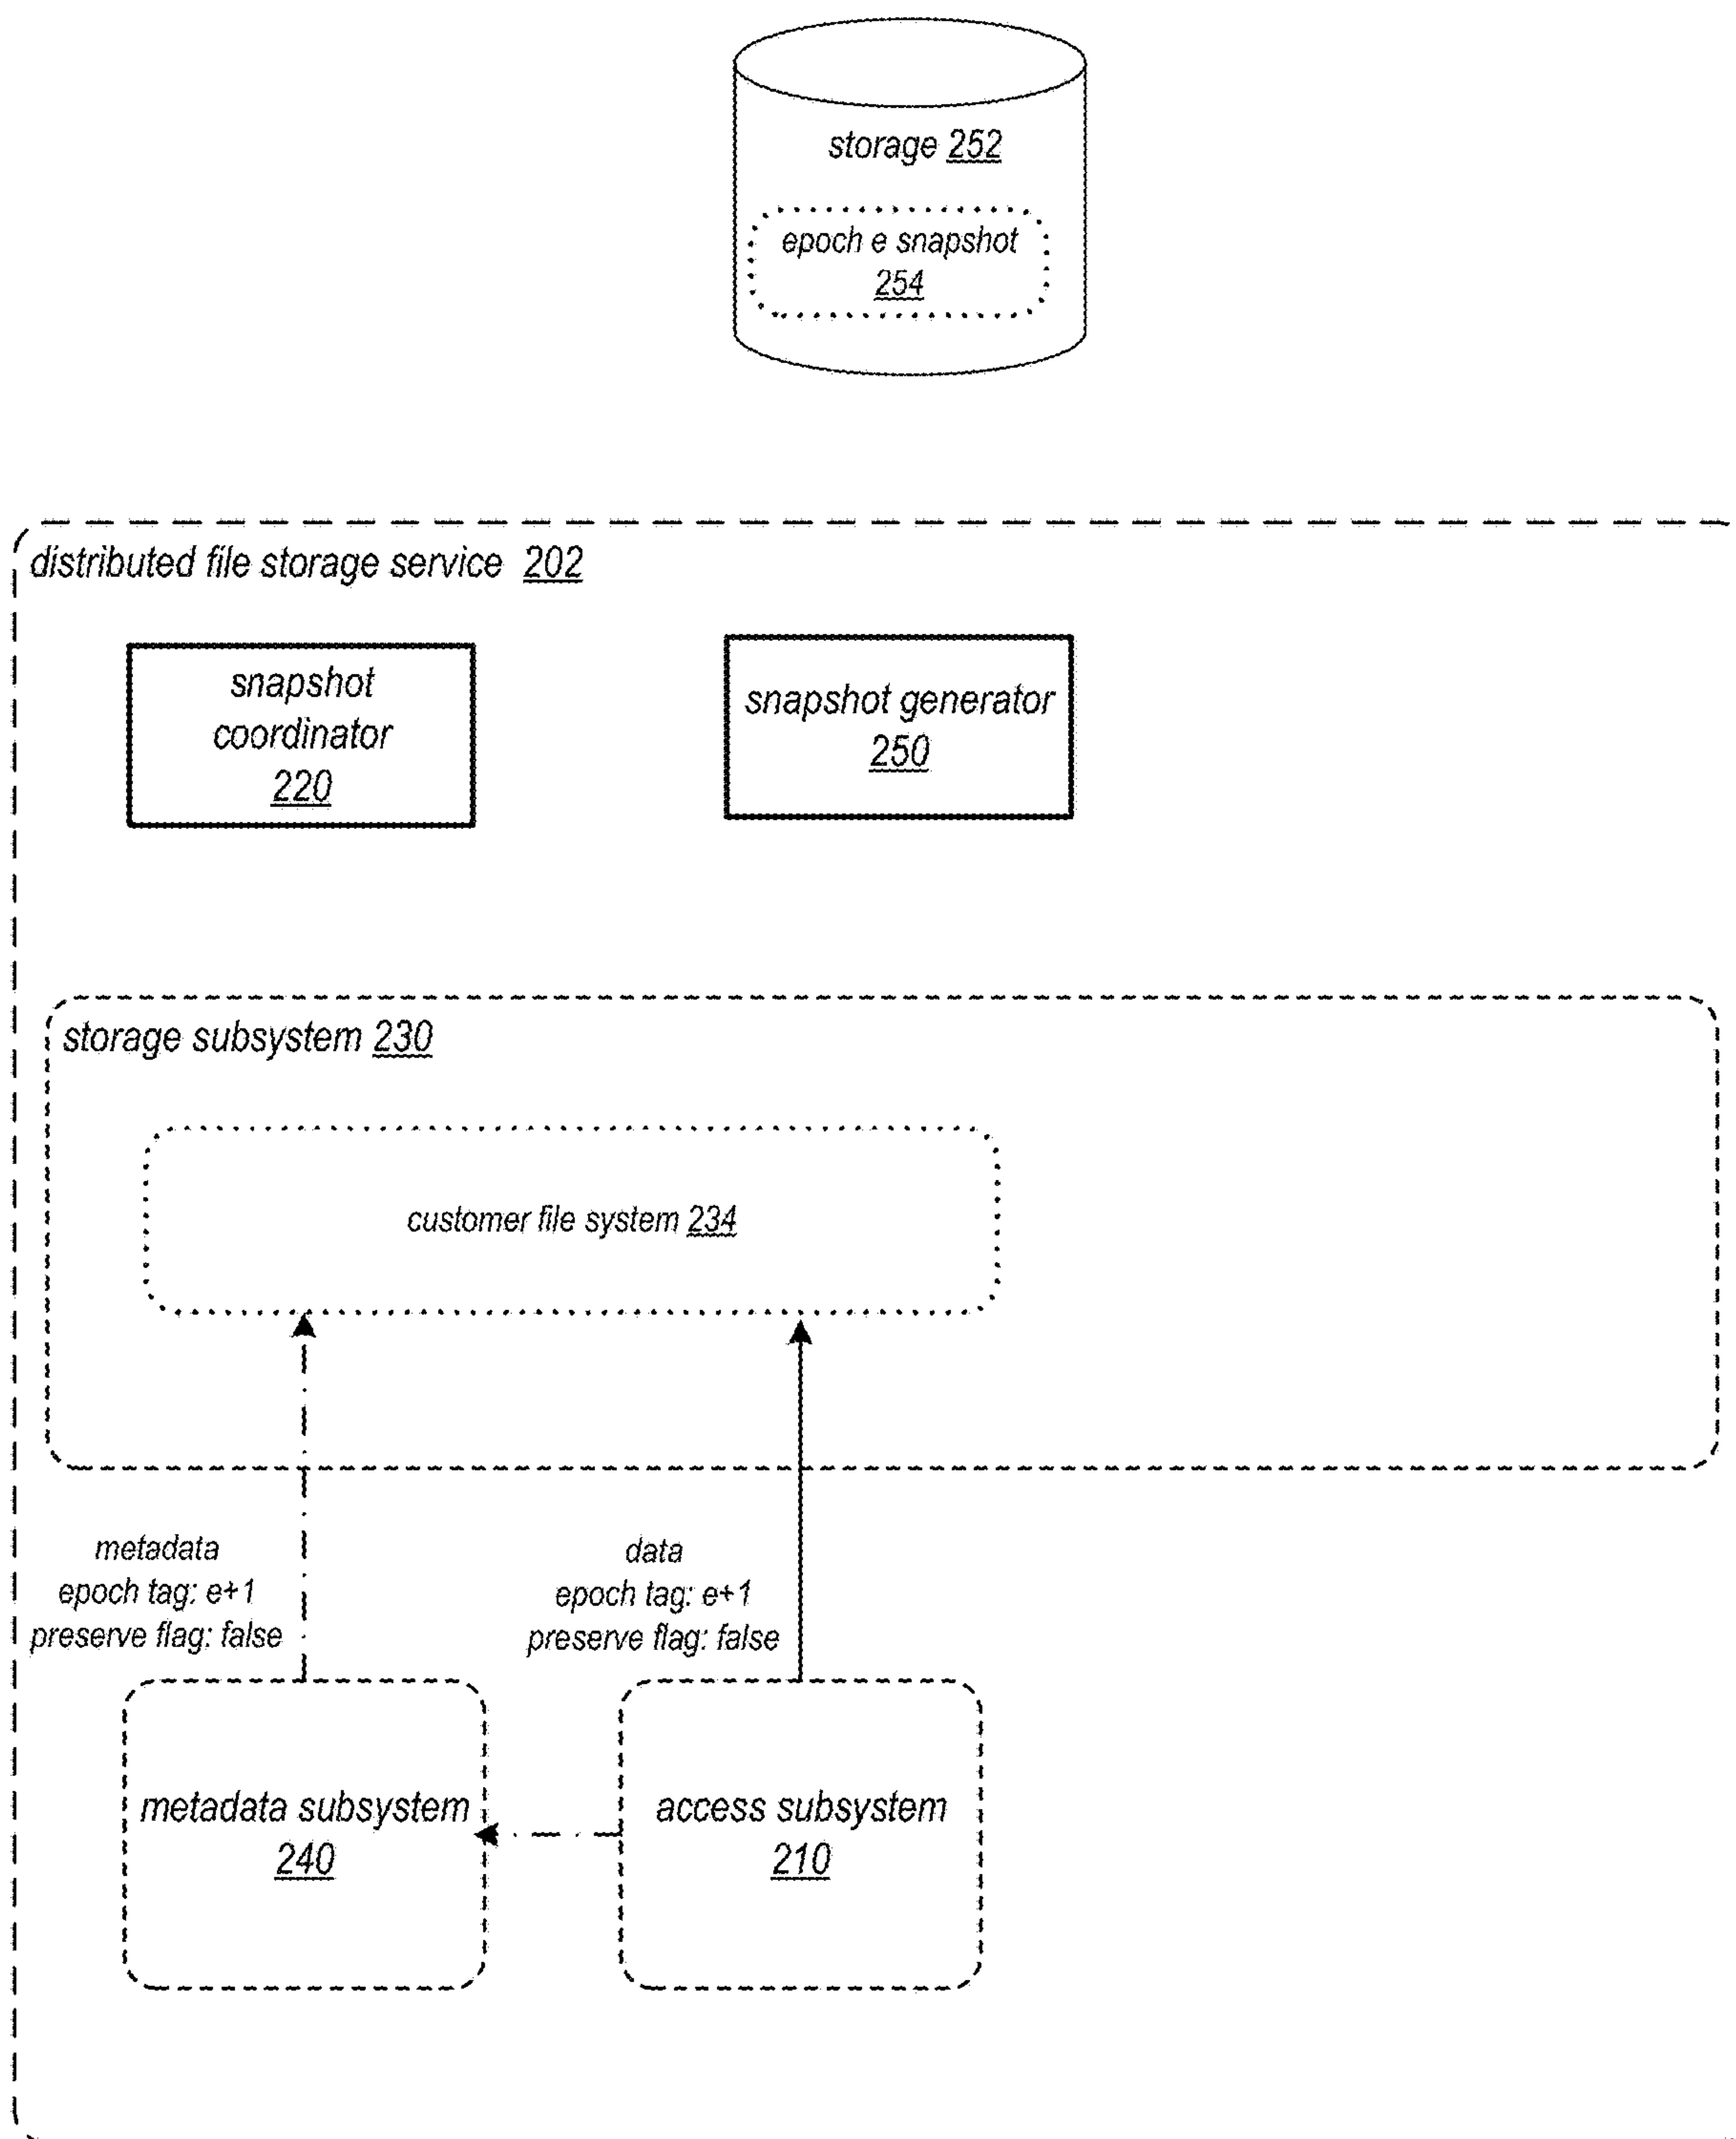 storage 252
epoch e snapshot
254
distributed file storage service 202
snapshot
coordinator
220
snapshot generator
250
storage subsystem 230
customer file system 234
metadata
epoch tag: e+1
preserve flag: false
data
epoch tag: e+1
preserve flag: false
metadata subsystem
240
access subsystem
210